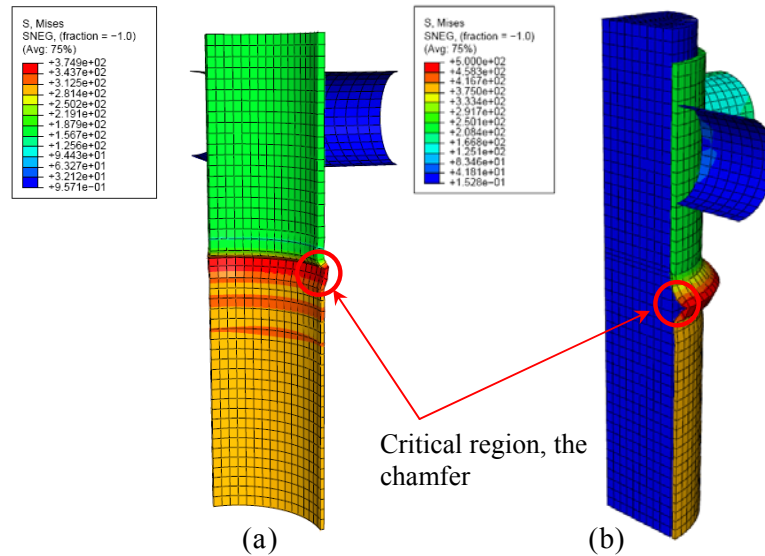 S, Mises
SNEG, (fraction = -1.0)
(Avg: 75%)
+3.749e+02
+3.437e+02
+3.125e+02
+2.814e+02
+2.502e+02
+2.191e+02
+1.879e+02
+1.567e+02
+1.256e+02
+9.443e+01
+6.327e+01
+3.212e+01
+9.571e-01
S, Mises
SNEG, (fraction = -1.0)
(Avg: 75%)
+5.000e+02
+4.583e+02
+4.167e+02
+3.750e+02
+3.334e+02
+2.917e+02
+2.501e+02
+2.084e+02
+1.668e+02
+1.251e+02
+8.346e+01
+4.181e+01
+1.528e-01
Critical region, the
chamfer
(a)
(b)